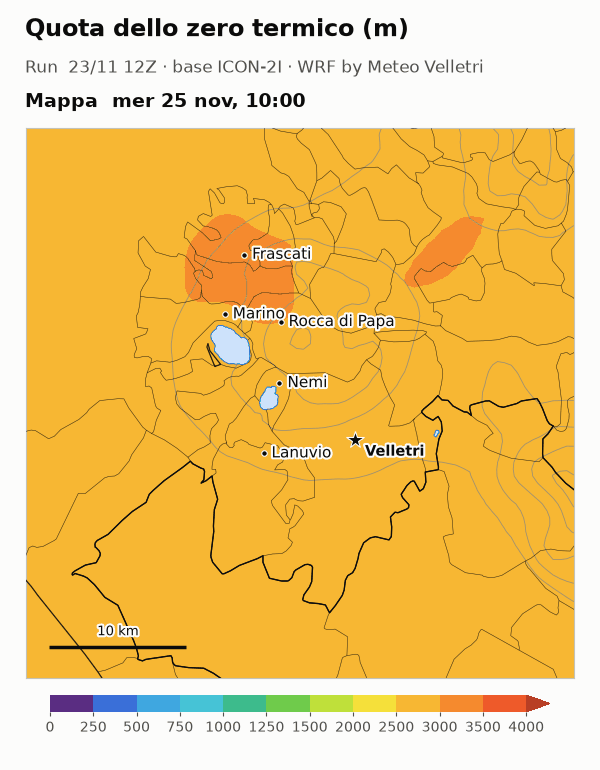 Quota dello zero termico (m)
Run 23/11 12Z · base ICON-2I · WRF by Meteo Velletri
Mappa mer 25 nov, 10:00
Frascati
Marino
Rocca di Papa
Nemi
Velletri
Lanuvio
10 km
0 250 500 750 1000 1250 1500 2000 2500 3000 3500 4000